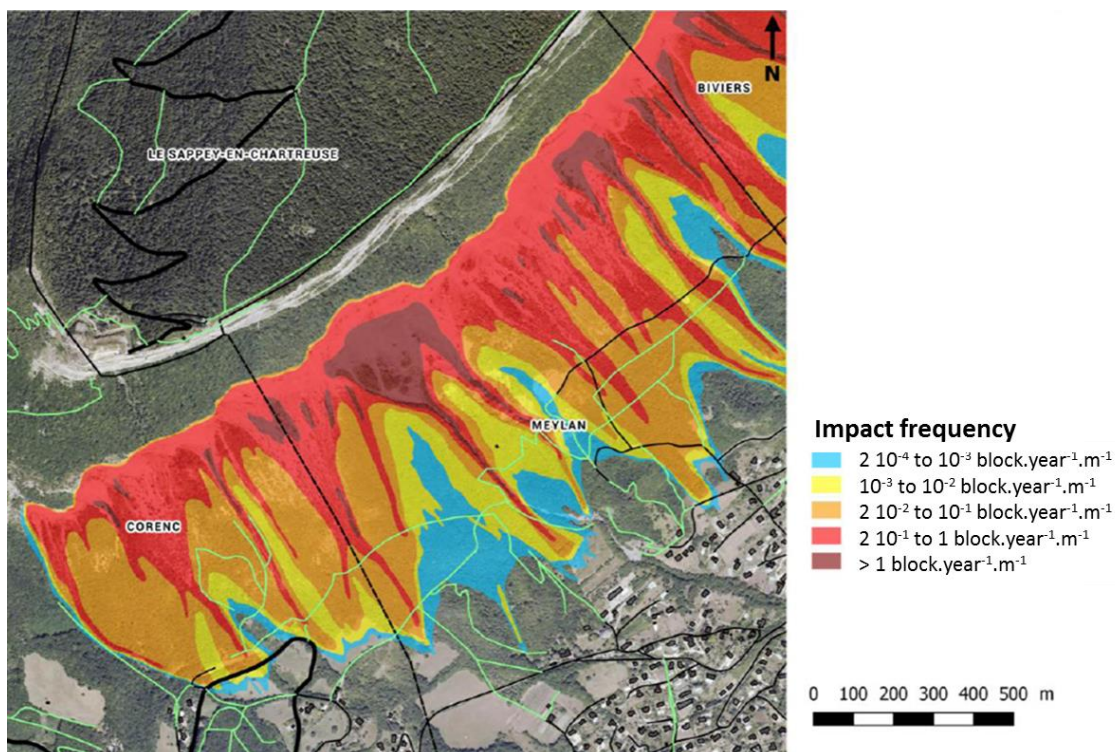 N
BIVIERS
LE SAPPEY-EN-CHARTREUSE
MEYLAN
CORENC
Impact frequency
2 10⁻⁴ to 10⁻³ block.year⁻¹.m⁻¹
10⁻³ to 10⁻² block.year⁻¹.m⁻¹
2 10⁻² to 10⁻¹ block.year⁻¹.m⁻¹
2 10⁻¹ to 1 block.year⁻¹.m⁻¹
> 1 block.year⁻¹.m⁻¹
0 100 200 300 400 500 m